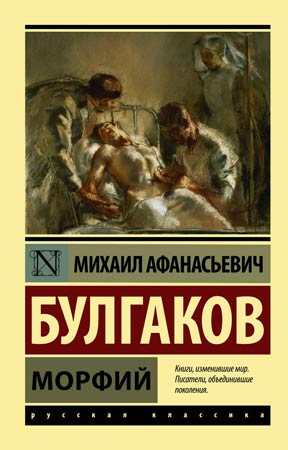 МИХАИЛ АФАНАСЬЕВИЧ
БУЛГАКОВ
МОРФИЙ
Книги, изменившие мир.
Писатели, объединившие
поколения.
русская классика